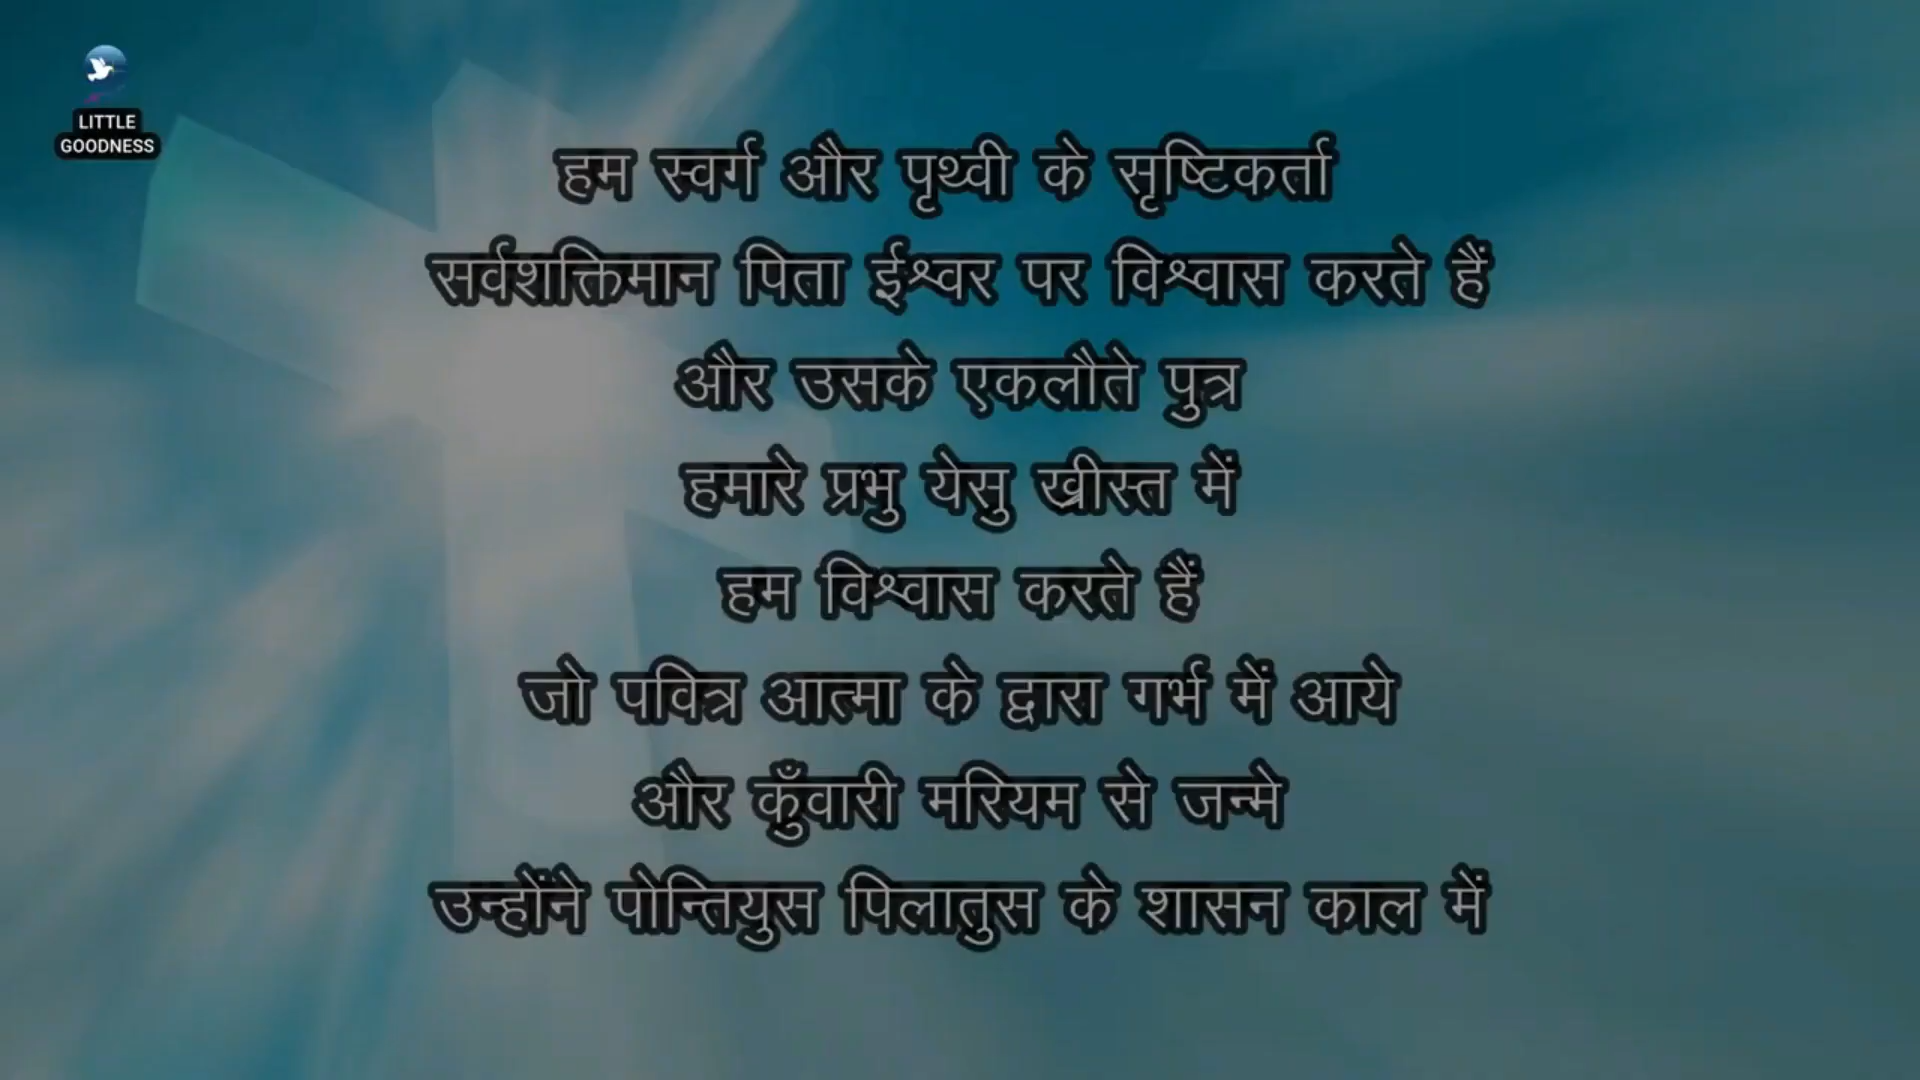 LITTLE
GOODNESS
हम स्वर्ग और पृथ्वी के सृष्टिकर्ता
सर्वशक्तिमान पिता ईश्वर पर विश्वास करते हैं
और उसके एकलौते पुत्र
हमारे प्रभु येसु ख्रीस्त में
हम विश्वास करते हैं
जो पवित्र आत्मा के द्वारा गर्भ में आये
और कुँवारी मरियम से जन्मे
उन्होंने पोन्तियुस पिलातुस के शासन काल में